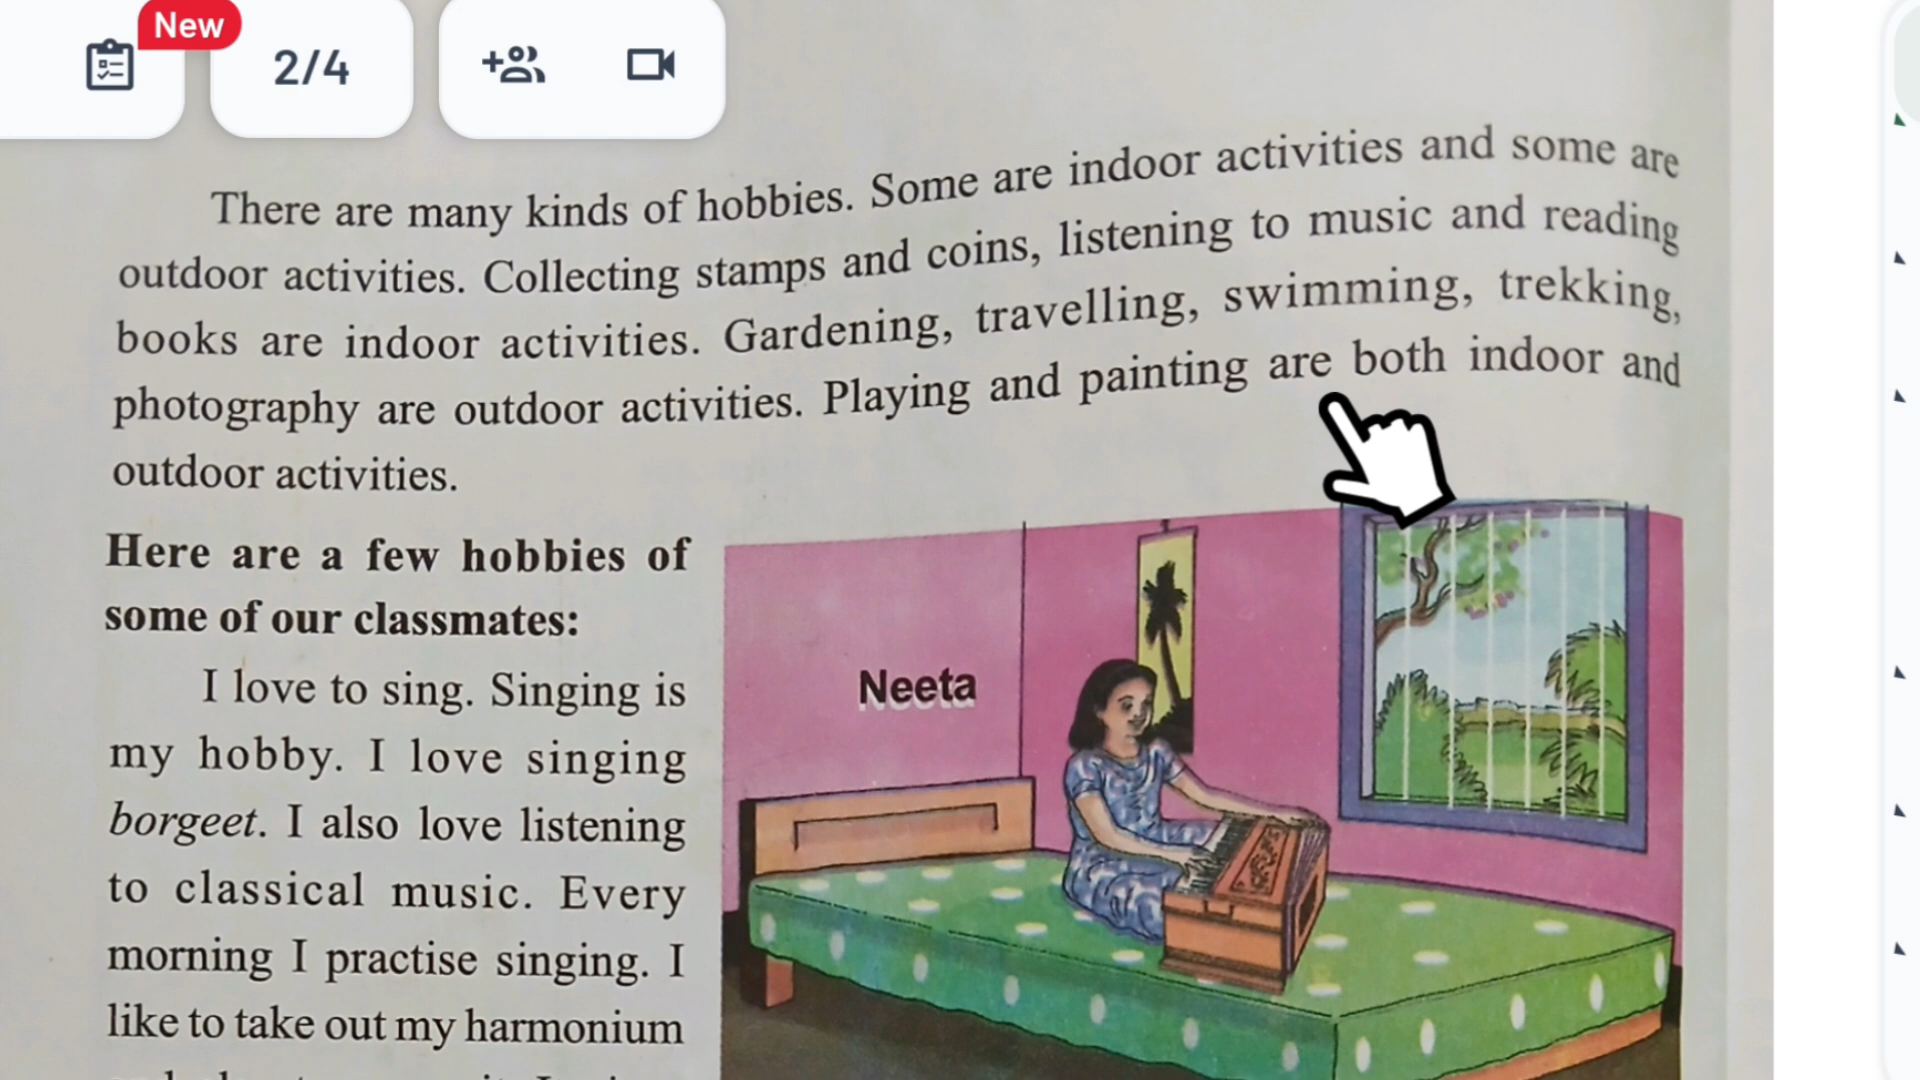 New
2/4
There are many kinds of hobbies. Some are indoor activities and some are
outdoor activities. Collecting stamps and coins, listening to music and reading
books are indoor activities. Gardening, travelling, swimming, trekking,
photography are outdoor activities. Playing and painting are both indoor and
outdoor activities.
Here are a few hobbies of
some of our classmates:
I love to sing. Singing is
my hobby. I love singing
borgeet. I also love listening
to classical music. Every
morning I practise singing. I
like to take out my harmonium
Neeta